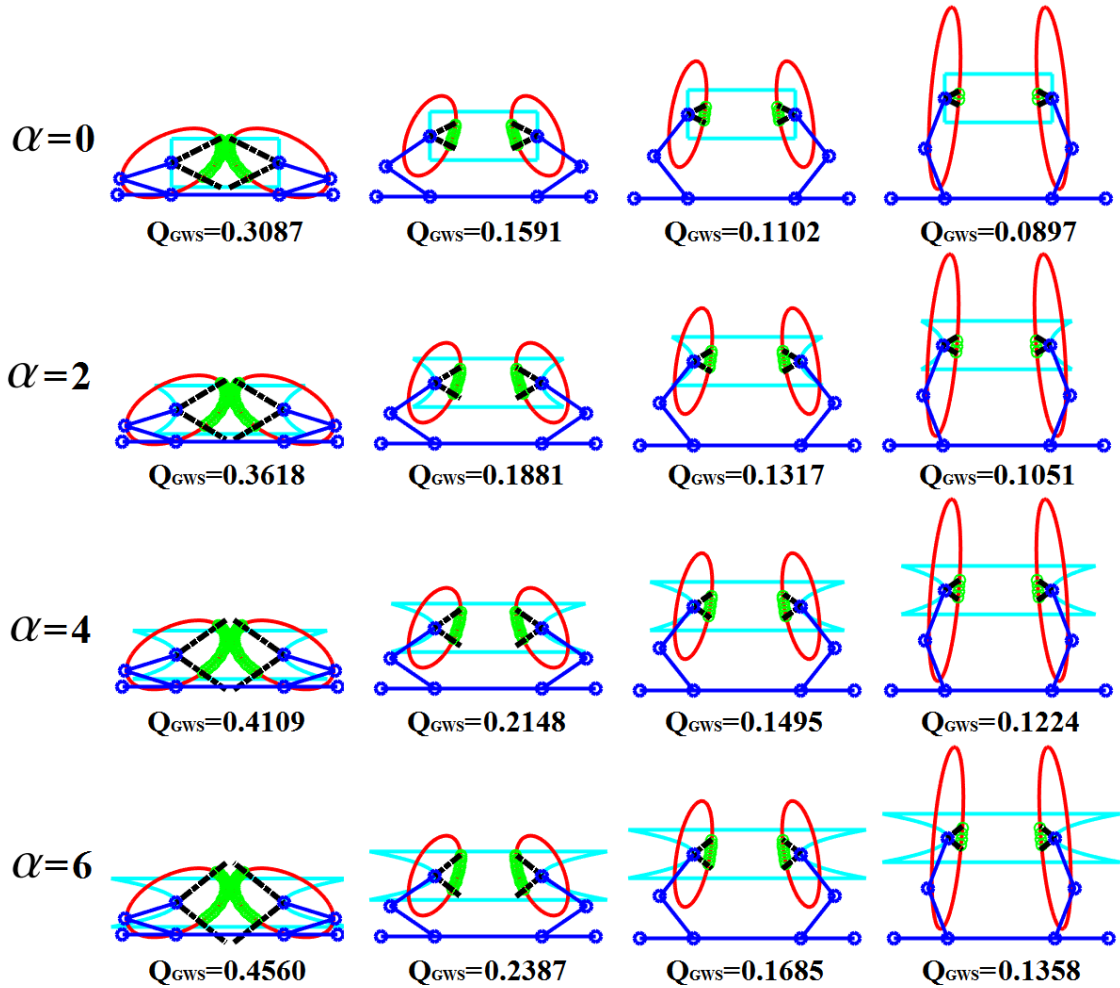 α=0
QGWS=0.3087 QGWS=0.1591 QGWS=0.1102 QGWS=0.0897
α=2
QGWS=0.3618 QGWS=0.1881 QGWS=0.1317 QGWS=0.1051
α=4
QGWS=0.4109 QGWS=0.2148 QGWS=0.1495 QGWS=0.1224
α=6
QGWS=0.4560 QGWS=0.2387 QGWS=0.1685 QGWS=0.1358